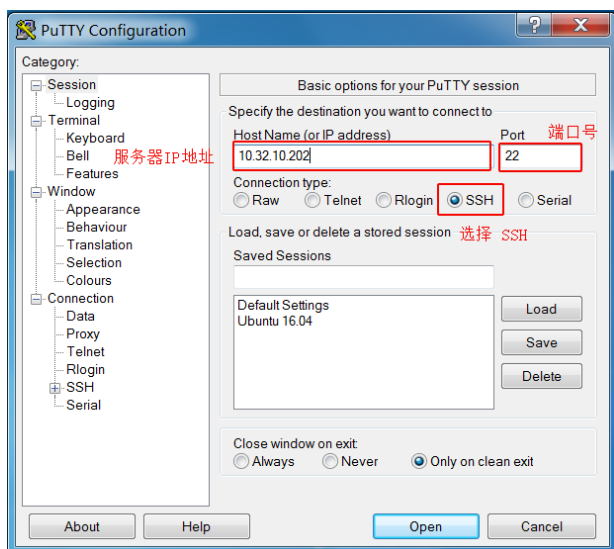 PuTTY Configuration
Category:
Session
Logging
Terminal
Keyboard
Bell
Features
Window
Appearance
Behaviour
Translation
Selection
Colours
Connection
Data
Proxy
Telnet
Rlogin
SSH
Serial
Basic options for your PuTTY session
Specify the destination you want to connect to
Host Name (or IP address)
Port
端口号
服务器IP地址
10.32.10.202
22
Connection type:
Raw
Telnet
Rlogin
SSH
Serial
Load, save or delete a stored session
选择 SSH
Saved Sessions
Default Settings
Ubuntu 16.04
Load
Save
Delete
Close window on exit:
Always
Never
Only on clean exit
About
Help
Open
Cancel